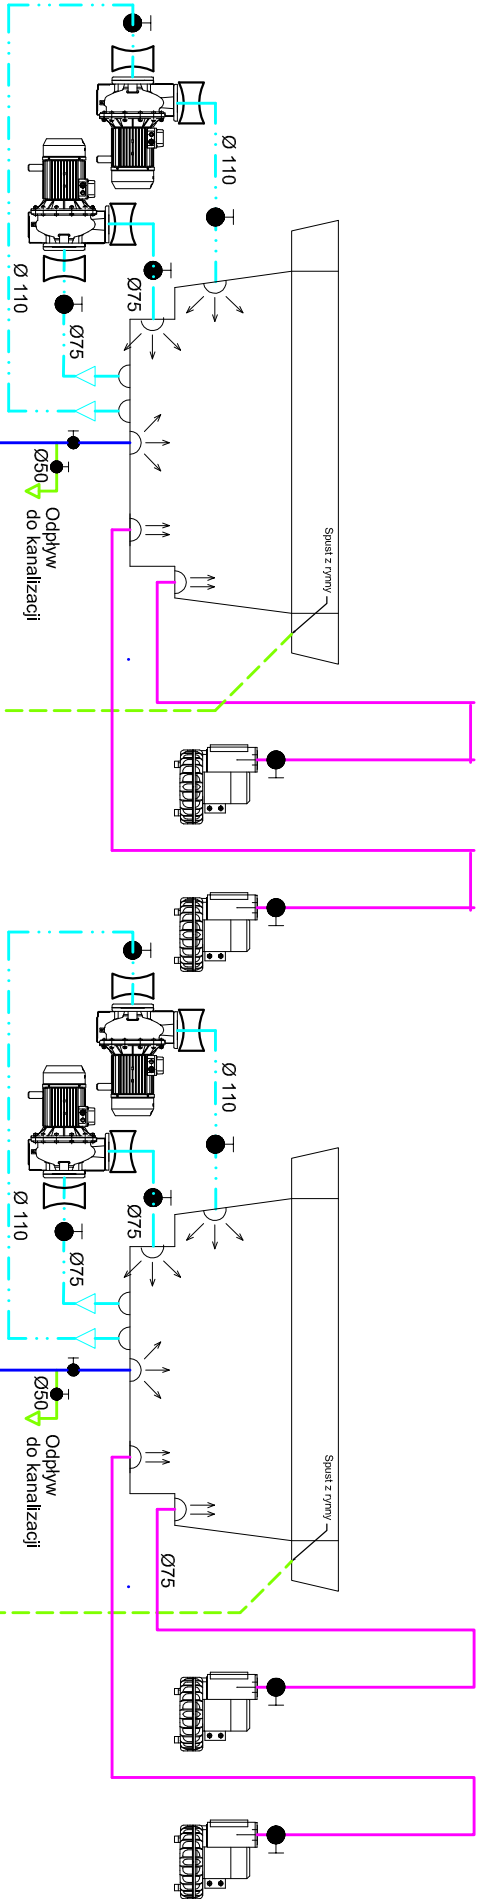 Ø 110
Ø75
Ø75
Ø 110
Ø50
Odpływ
do kanalizacji
Spust z rynny
Ø 110
Ø75
Ø75
Ø 110
Ø50
Odpływ
do kanalizacji
Spust z rynny
Ø75